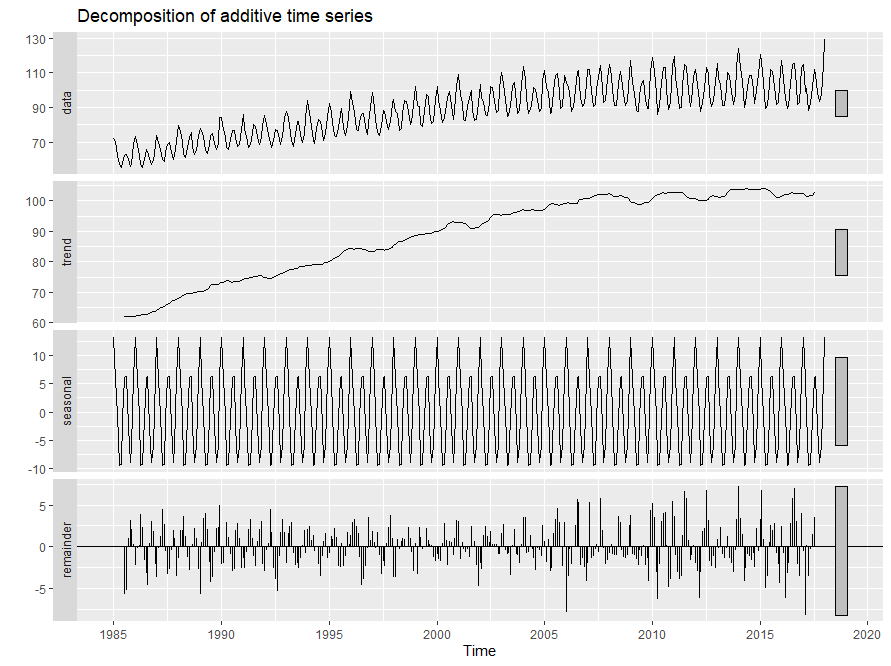 Decomposition of additive time series
data
130
110
90
70
trend
100
90
80
70
60
seasonal
10
5
0
-5
-10
remainder
5
0
-5
1985 1990 1995 2000 2005 2010 2015 2020
Time